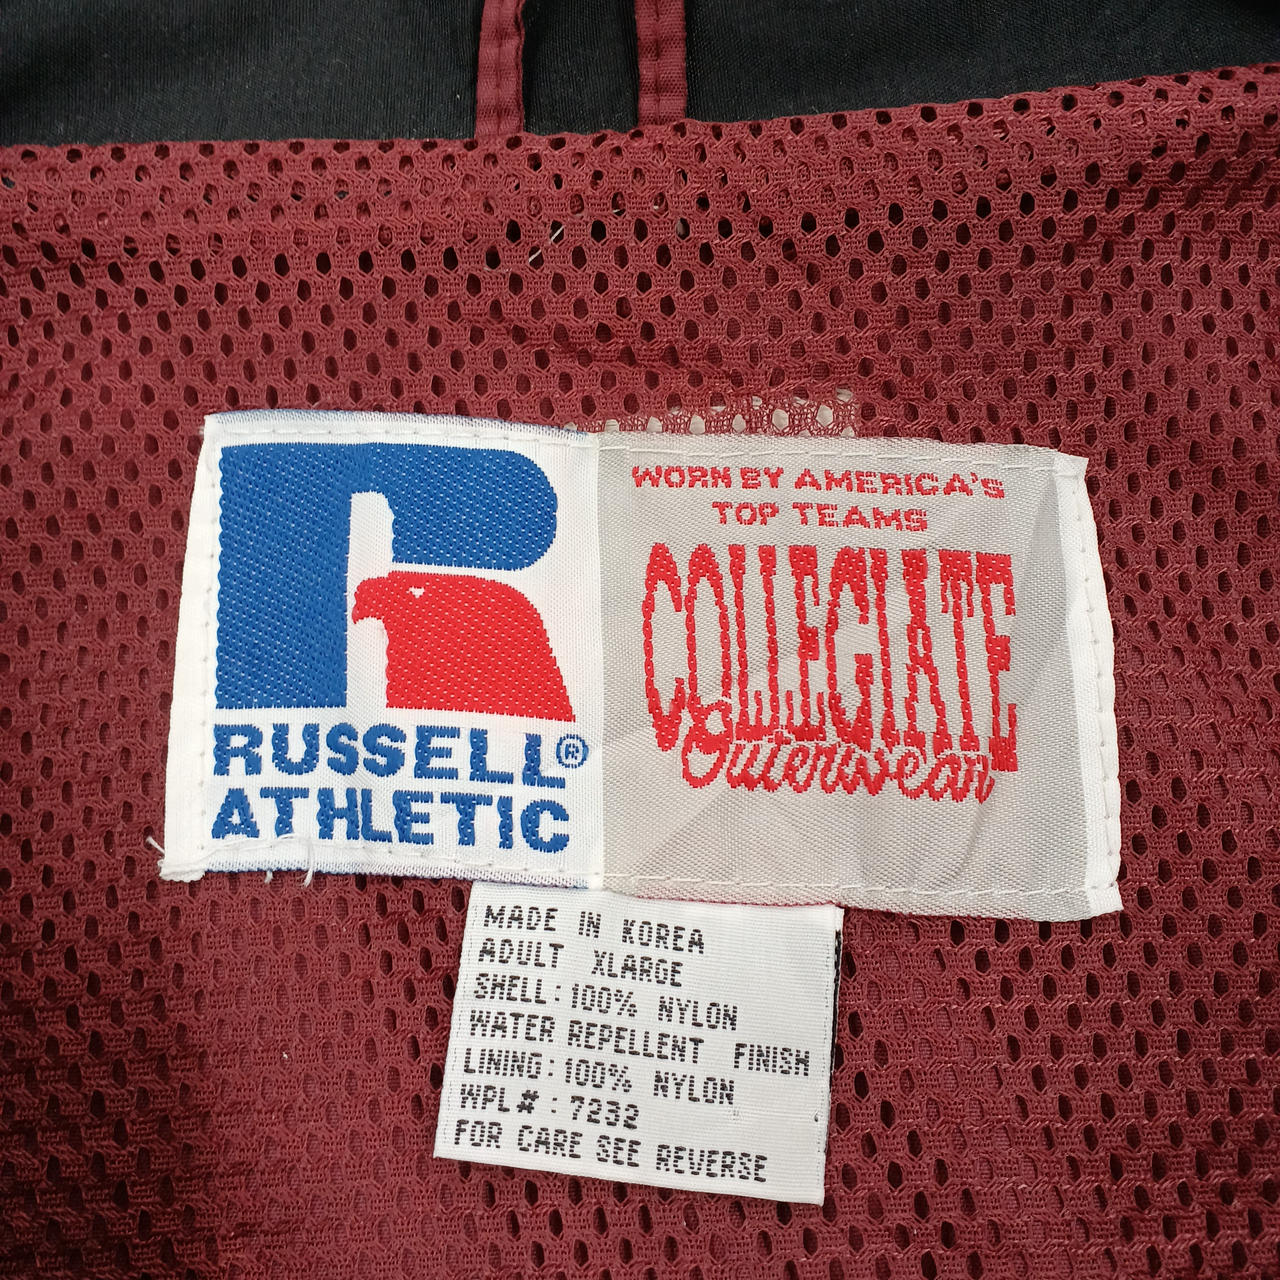 RUSSELL®
ATHLETIC
WORN BY AMERICA'S
TOP TEAMS
COLLEGIATE
Outerwear
MADE IN KOREA
ADULT XLARGE
SHELL: 100% NYLON
WATER REPELLENT FINISH
LINING: 100% NYLON
WPL# : 7232
FOR CARE SEE REVERSE